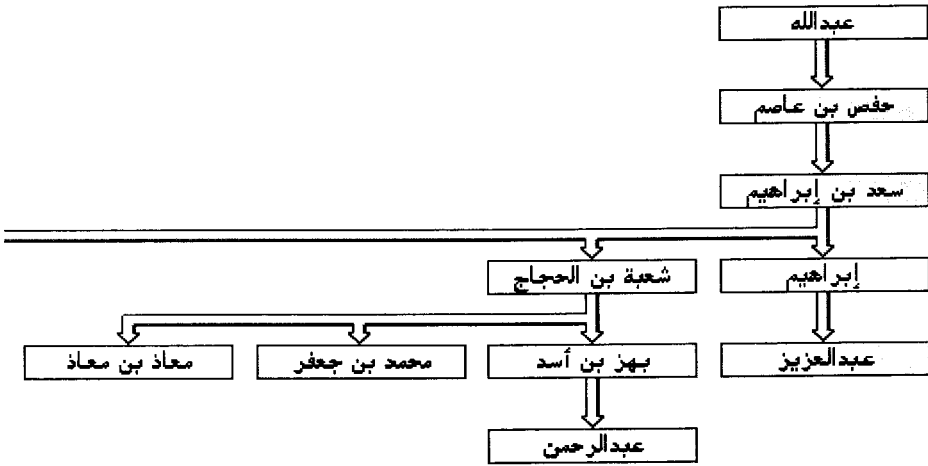 عبدالله
حفص بن عاصم
سعد بن إبراهيم
إبراهيم
شعبة بن الحجاج
عبدالعزيز
بهز بن أسد
محمد بن جعفر
معاذ بن معاذ
عبدالرحمن